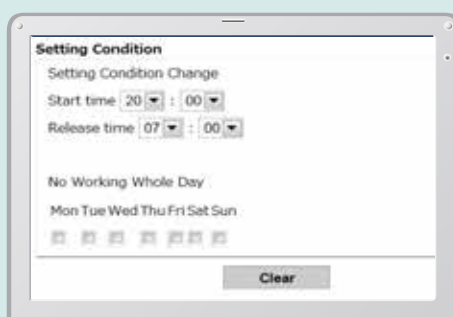 Setting Condition
Setting Condition Change
Start time 20 : 00
Release time 07 : 00
No Working Whole Day
Mon Tue Wed Thu Fri Sat Sun
Clear